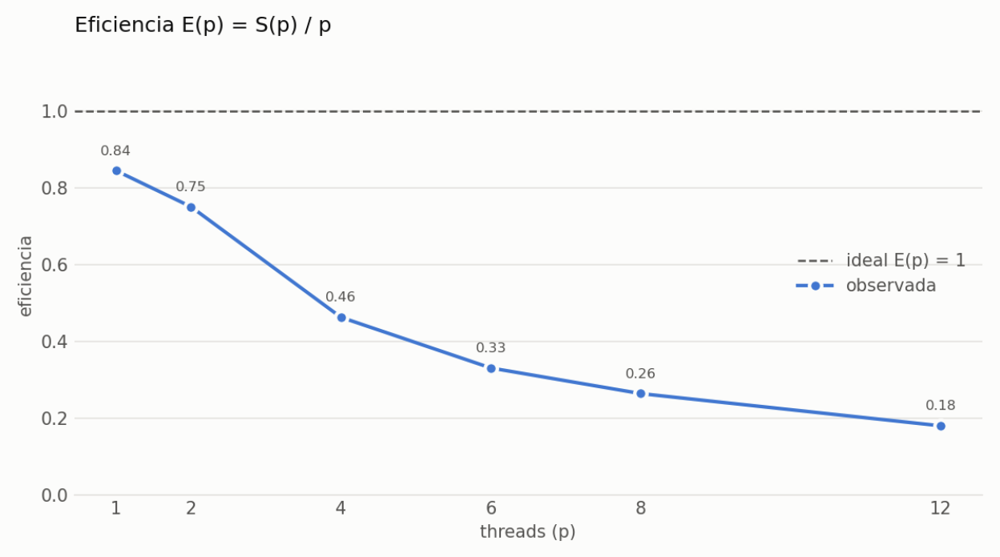 Eficiencia E(p) = S(p) / p
1.0
0.84
0.8
0.75
0.6
ideal E(p) = 1
observada
eficiencia
0.46
0.4
0.33
0.26
0.2
0.18
0.0
1 2 4 6 8 12
threads (p)